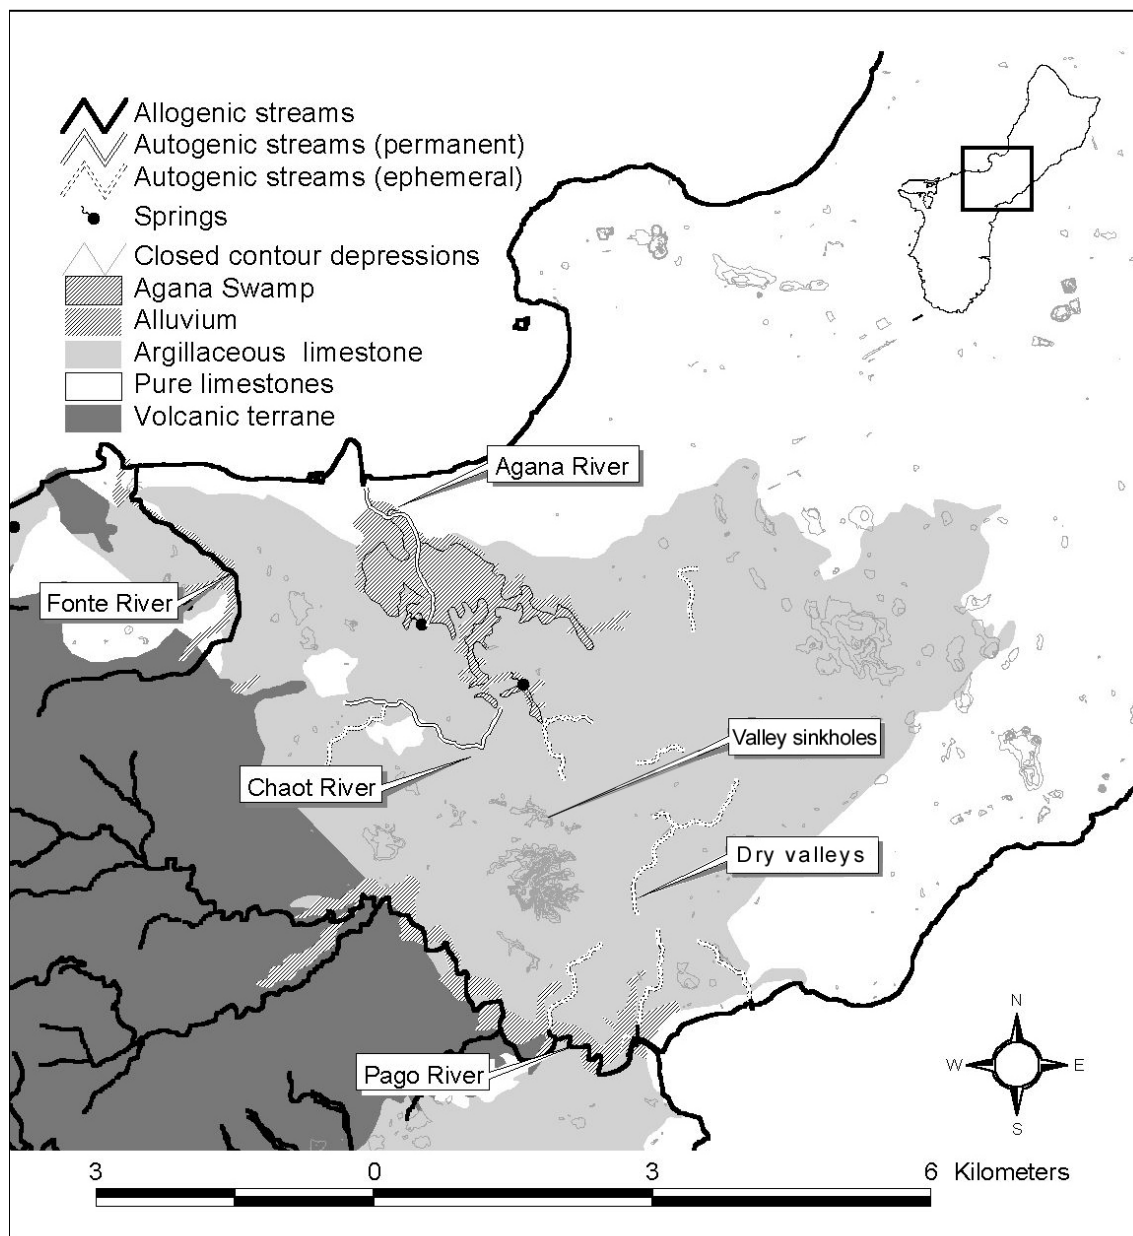 Allogenic streams
Autogenic streams (permanent)
Autogenic streams (ephemeral)
Springs
Closed contour depressions
Agana Swamp
Alluvium
Argillaceous limestone
Pure limestones
Volcanic terrane
Agana River
Fonte River
Valley sinkholes
Chaot River
Dry valleys
Pago River
N
W
E
S
3 0 3 6 Kilometers